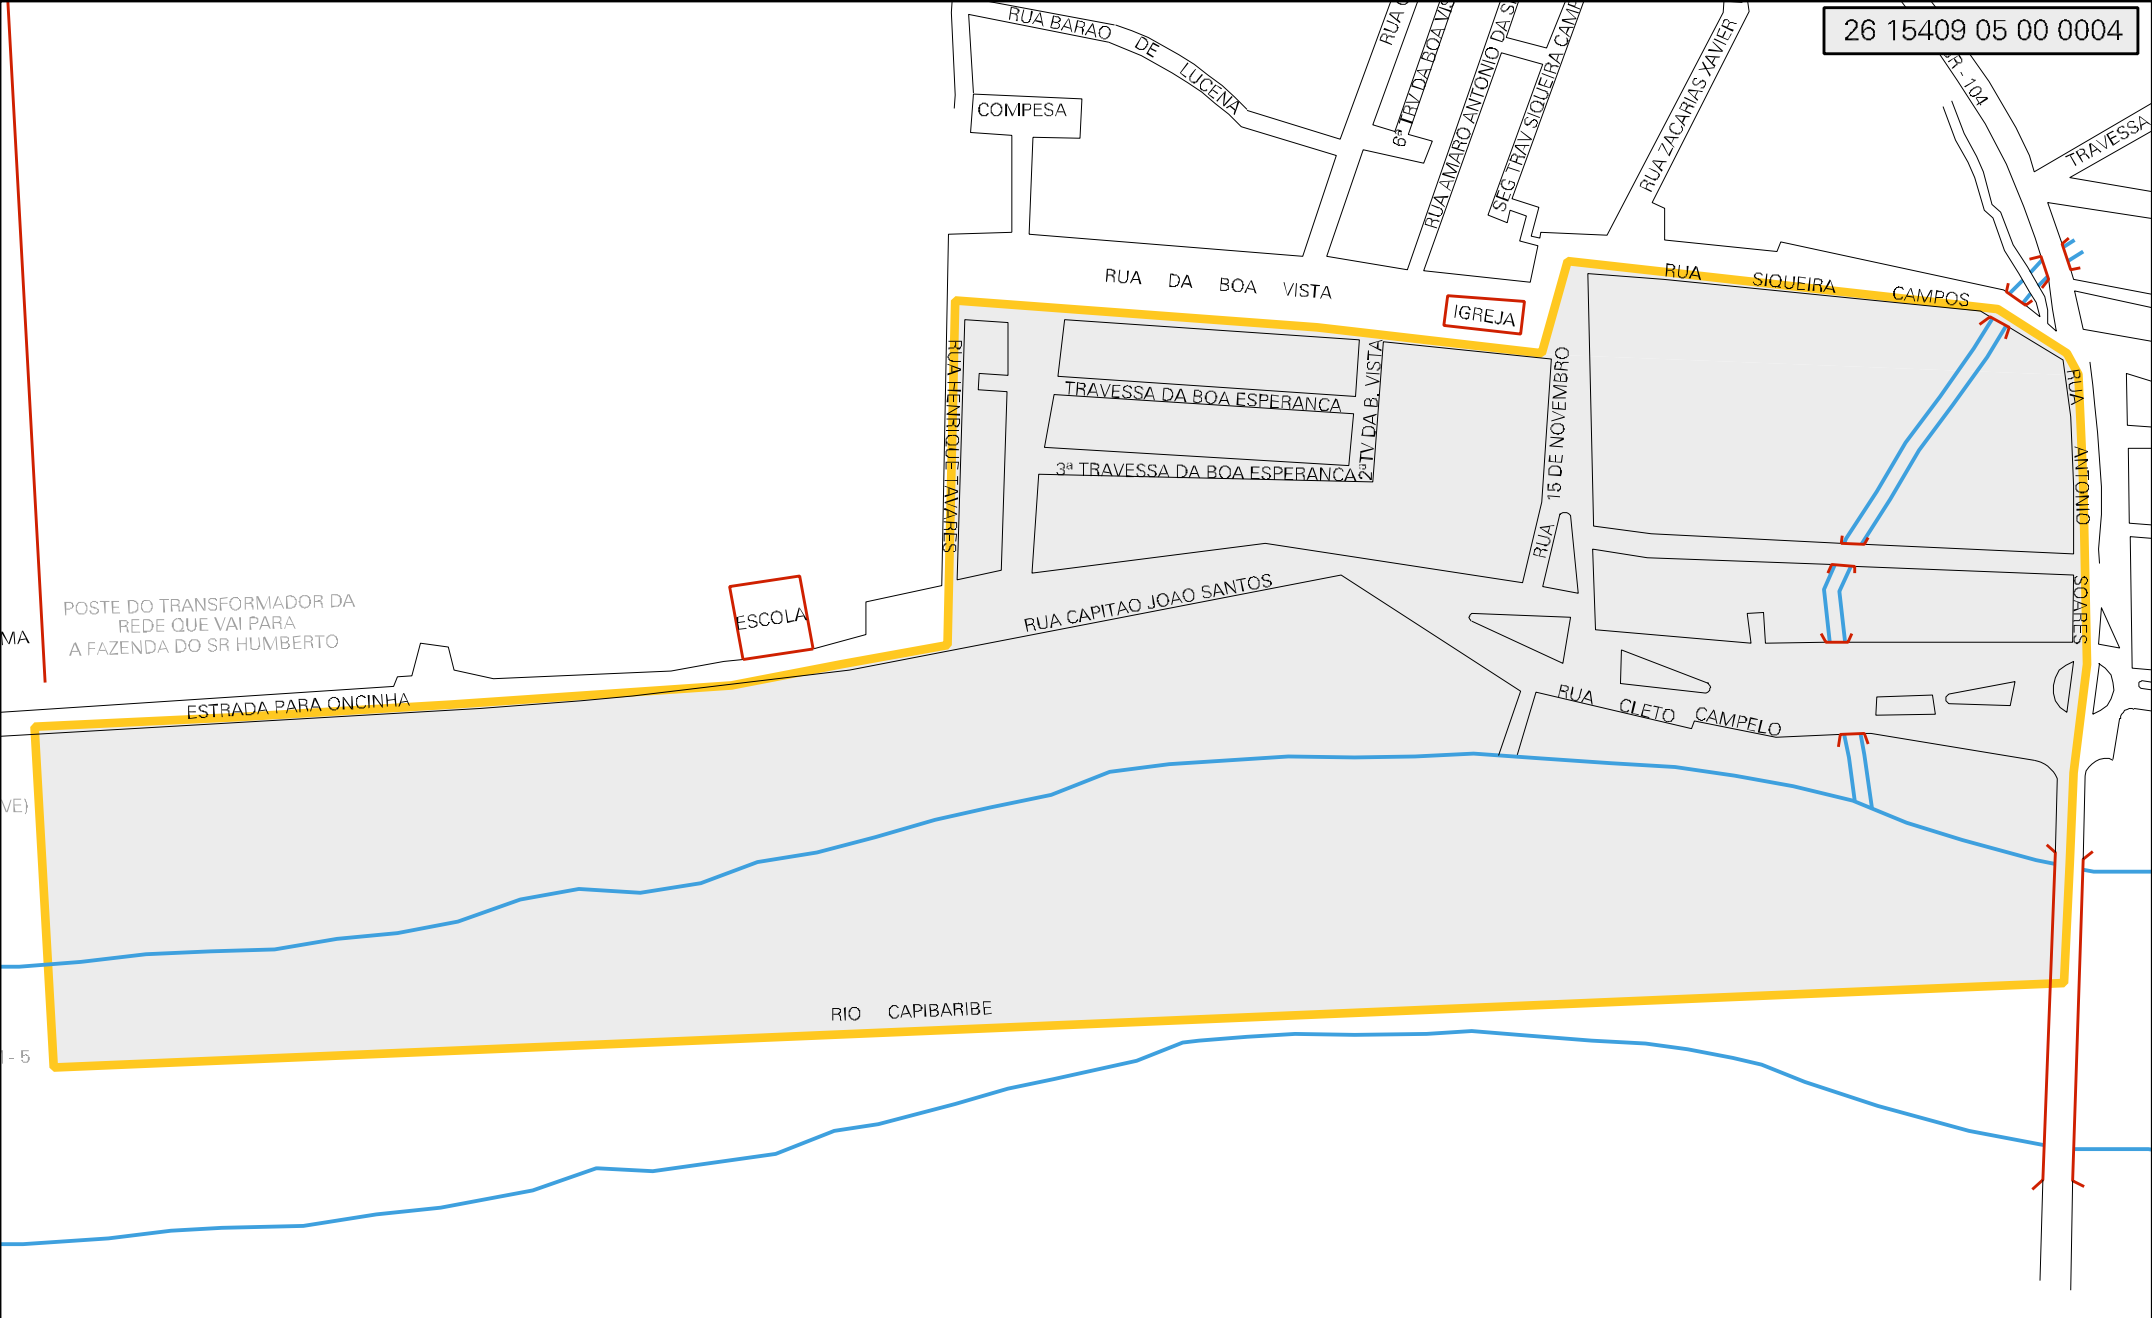 26 15409 05 00 0004
RUA BARAO DE LUCENA
COMPESA
6ª TRV DA BOA VIS
RUA AMARO ANTONIO DA S
SEG TRAV SIQUEIRA CAMP
RUA ZACARIAS XAVIER
BR - 104
TRAVESSA
RUA DA BOA VISTA
IGREJA
RUA SIQUEIRA CAMPOS
RUA HENRIQUE TAVARES
TRAVESSA DA BOA ESPERANCA
3ª TRAVESSA DA BOA ESPERANCA
2ªTV DA B. VISTA
RUA 15 DE NOVEMBRO
RUA ANTONIO SOARES
POSTE DO TRANSFORMADOR DA
REDE QUE VAI PARA
A FAZENDA DO SR HUMBERTO
MA
ESCOLA
RUA CAPITAO JOAO SANTOS
ESTRADA PARA ONCINHA
RUA CLETO CAMPELO
VE)
RIO CAPIBARIBE
- 5